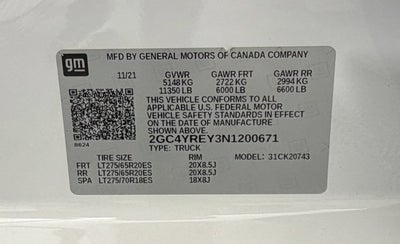 gm
MFD BY GENERAL MOTORS OF CANADA COMPANY
11/21 GVWR GAWR FRT GAWR RR
5148 KG 2722 KG 2994 KG
11350 LB 6000 LB 6600 LB
THIS VEHICLE CONFORMS TO ALL
APPLICABLE U.S. FEDERAL MOTOR
VEHICLE SAFETY STANDARDS IN EFFECT
ON THE DATE OF MANUFACTURE
SHOWN ABOVE.
2GC4YREY3N1200671
8624 TYPE: TRUCK
TIRES RIM MODEL: 31CK20743
FRT LT275/65R20ES 20X8.5J
RR LT275/65R20ES 20X8.5J
SPA LT275/70R18ES 18X8J